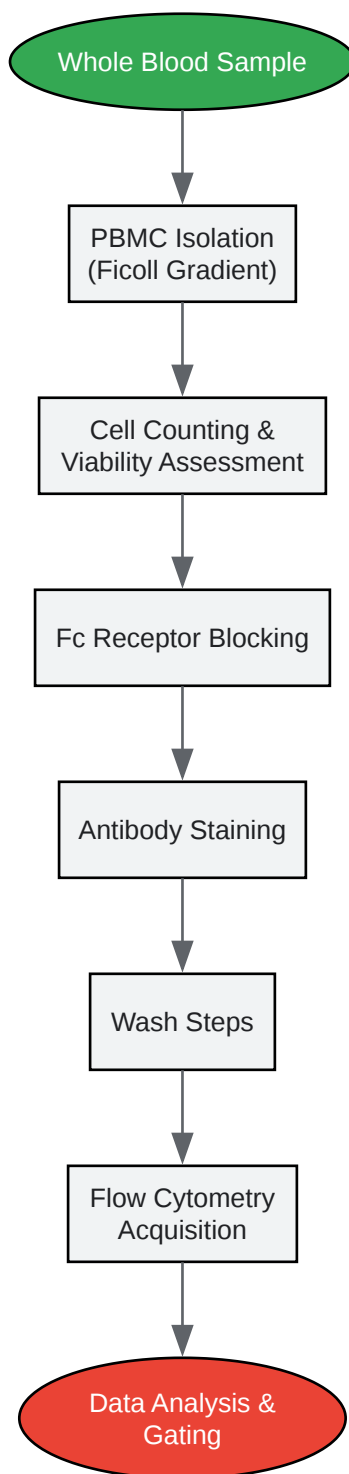 Whole Blood Sample
PBMC Isolation
(Ficoll Gradient)
Cell Counting &
Viability Assessment
Fc Receptor Blocking
Antibody Staining
Wash Steps
Flow Cytometry
Acquisition
Data Analysis &
Gating